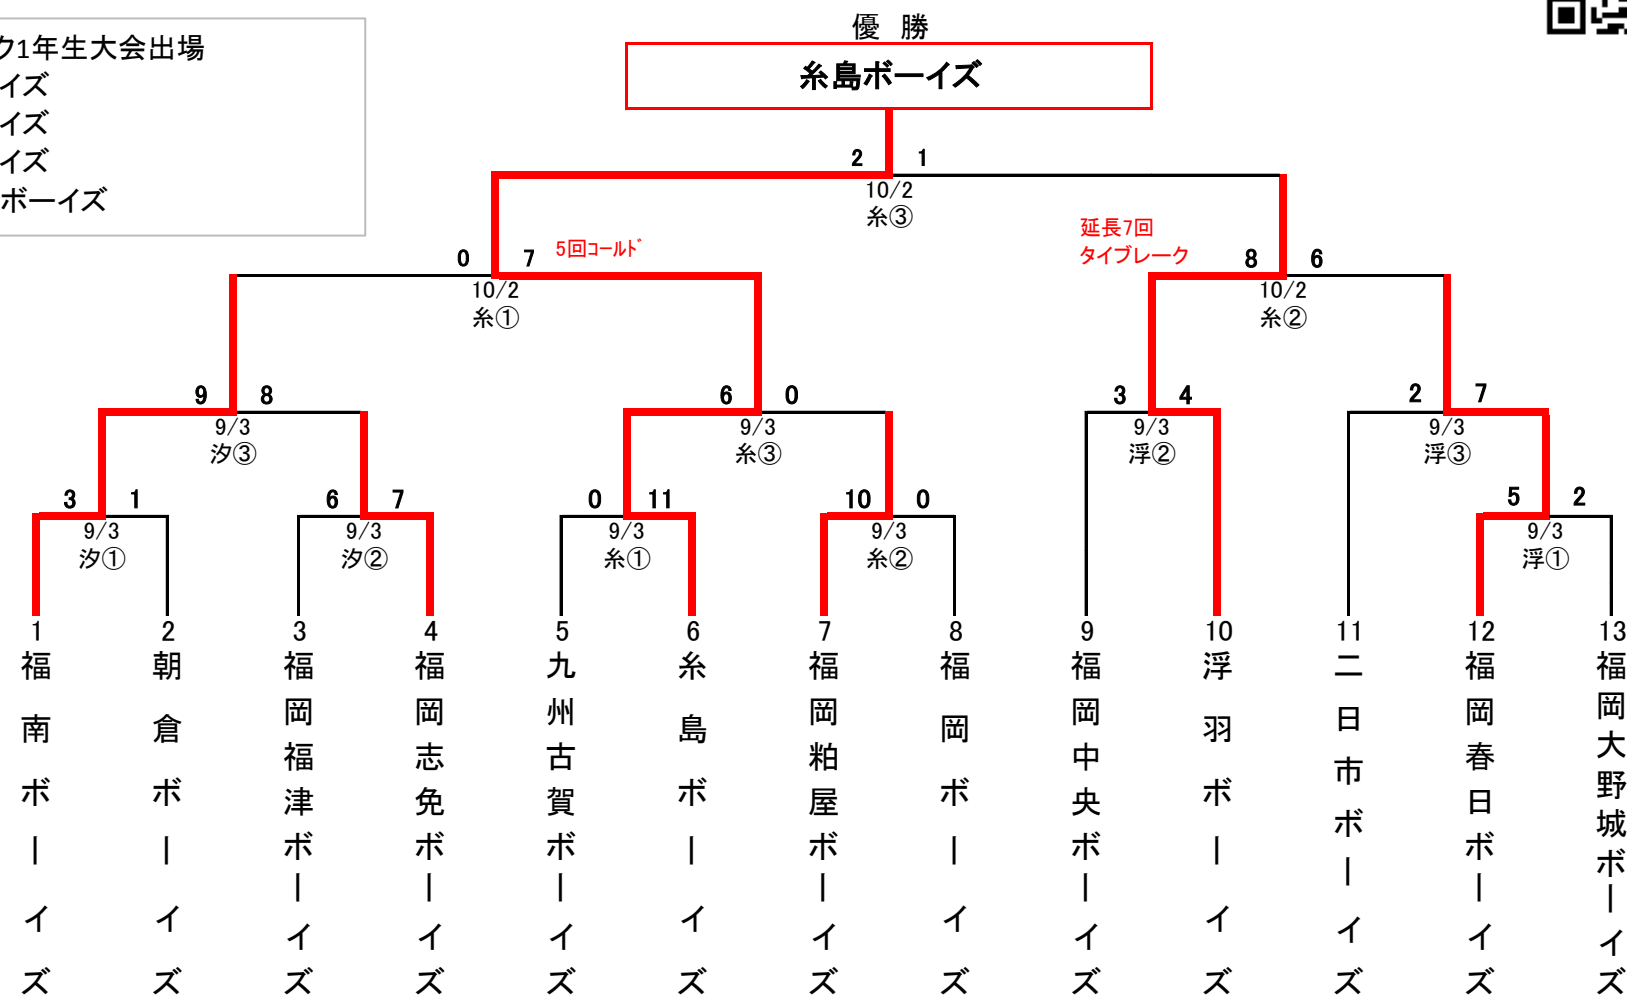 優 勝
ク1年生大会出場
イズ
イズ
イズ
ボーイズ
糸島ボーイズ
2 1
10/2
糸③
0 7 5回コールド
10/2
糸①
延長7回
タイブレーク
8 6
10/2
糸②
9 8
9/3
汐③
6 0
9/3
糸③
3 4
9/3
浮②
2 7
9/3
浮③
3 1
9/3
汐①
6 7
9/3
汐②
0 11
9/3
糸①
10 0
9/3
糸②
5 2
9/3
浮①
1
福南ボーイズ
2
朝倉ボーイズ
3
福岡福津ボーイズ
4
福岡志免ボーイズ
5
九州古賀ボーイズ
6
糸島ボーイズ
7
福岡粕屋ボーイズ
8
福岡ボーイズ
9
福岡中央ボーイズ
10
浮羽ボーイズ
11
二日市ボーイズ
12
福岡春日ボーイズ
13
福岡大野城ボーイズ